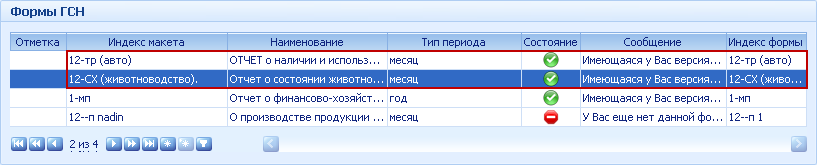 Формы ГСН
Отметка Индекс макета Наименование Тип периода Состояние Сообщение Индекс формы
12-тр (авто) ОТЧЕТ о наличии и использ... месяц Имеющаяся у Вас версия... 12-тр (авто)
12-СХ (животноводство). Отчет о состоянии животно... месяц Имеющаяся у Вас версия... 12-СХ (живо...
1-мп Отчет о финансово-хозяйст... год Имеющаяся у Вас версия... 1-мп
12--п nadin О производстве продукции ... месяц У Вас еще нет данной фо... 12--п 1
2 из 4